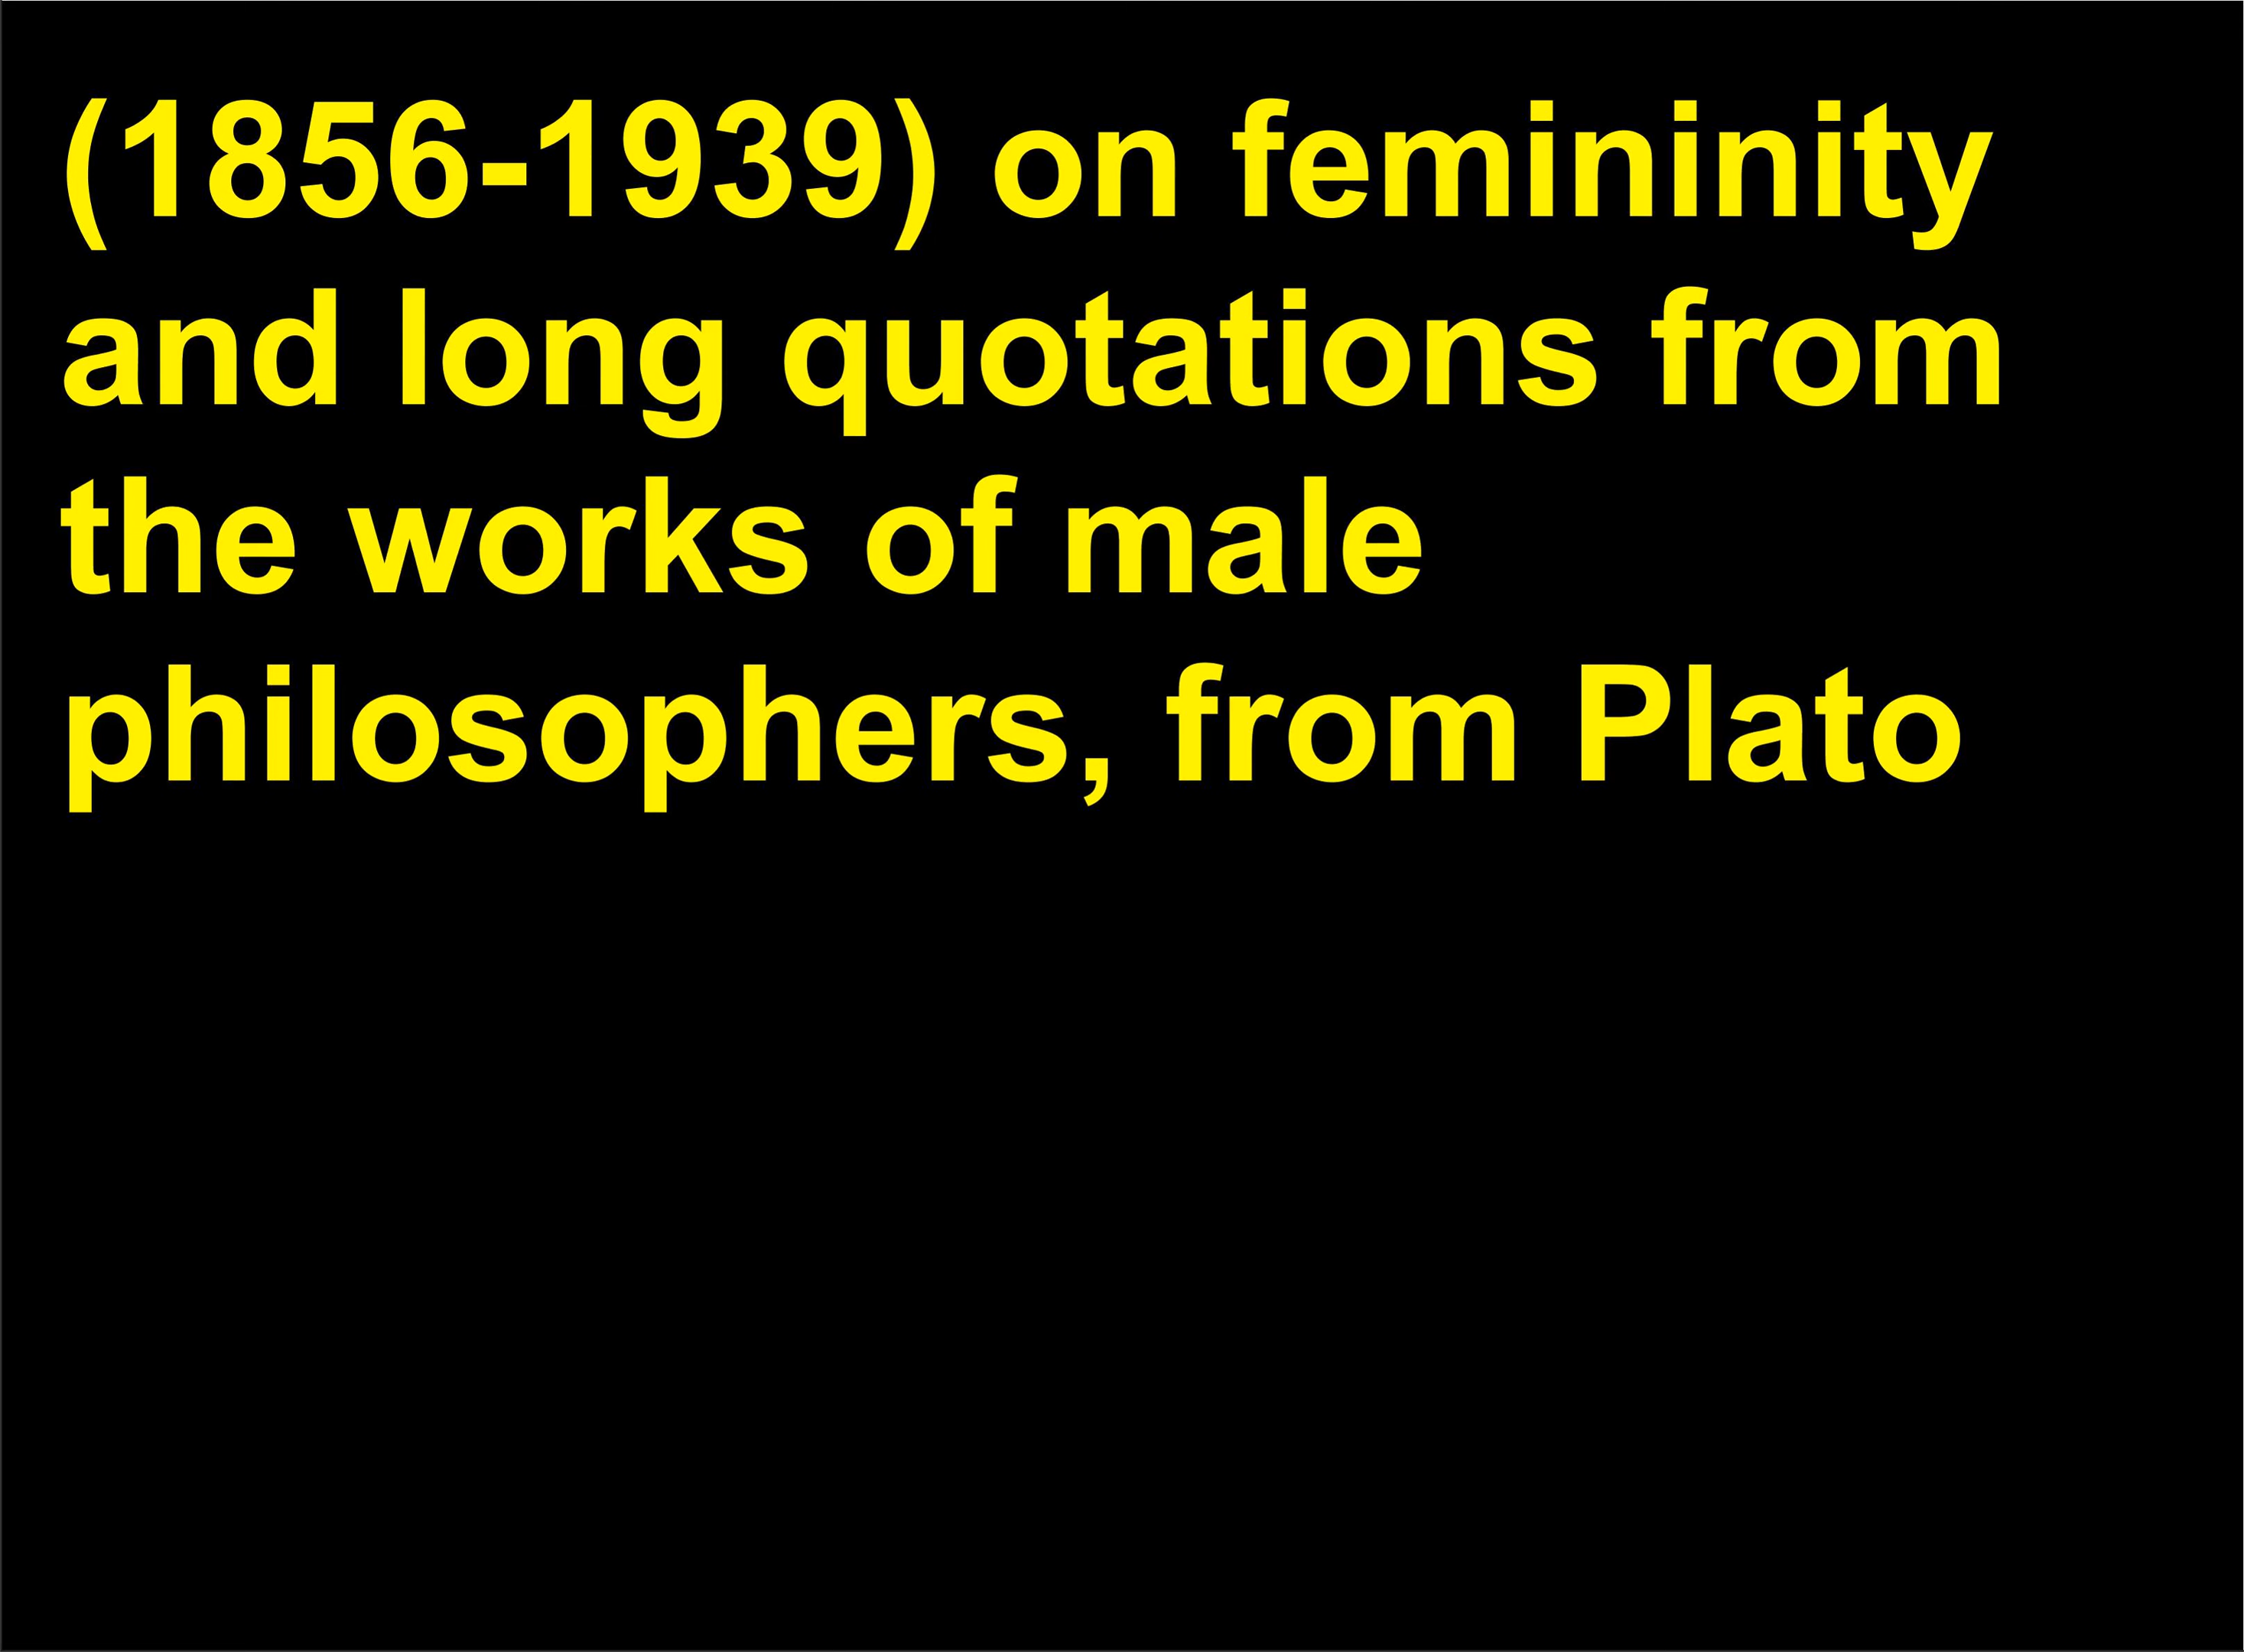 (1856-1939) on femininity
and long quotations from
the works of male
philosophers, from Plato